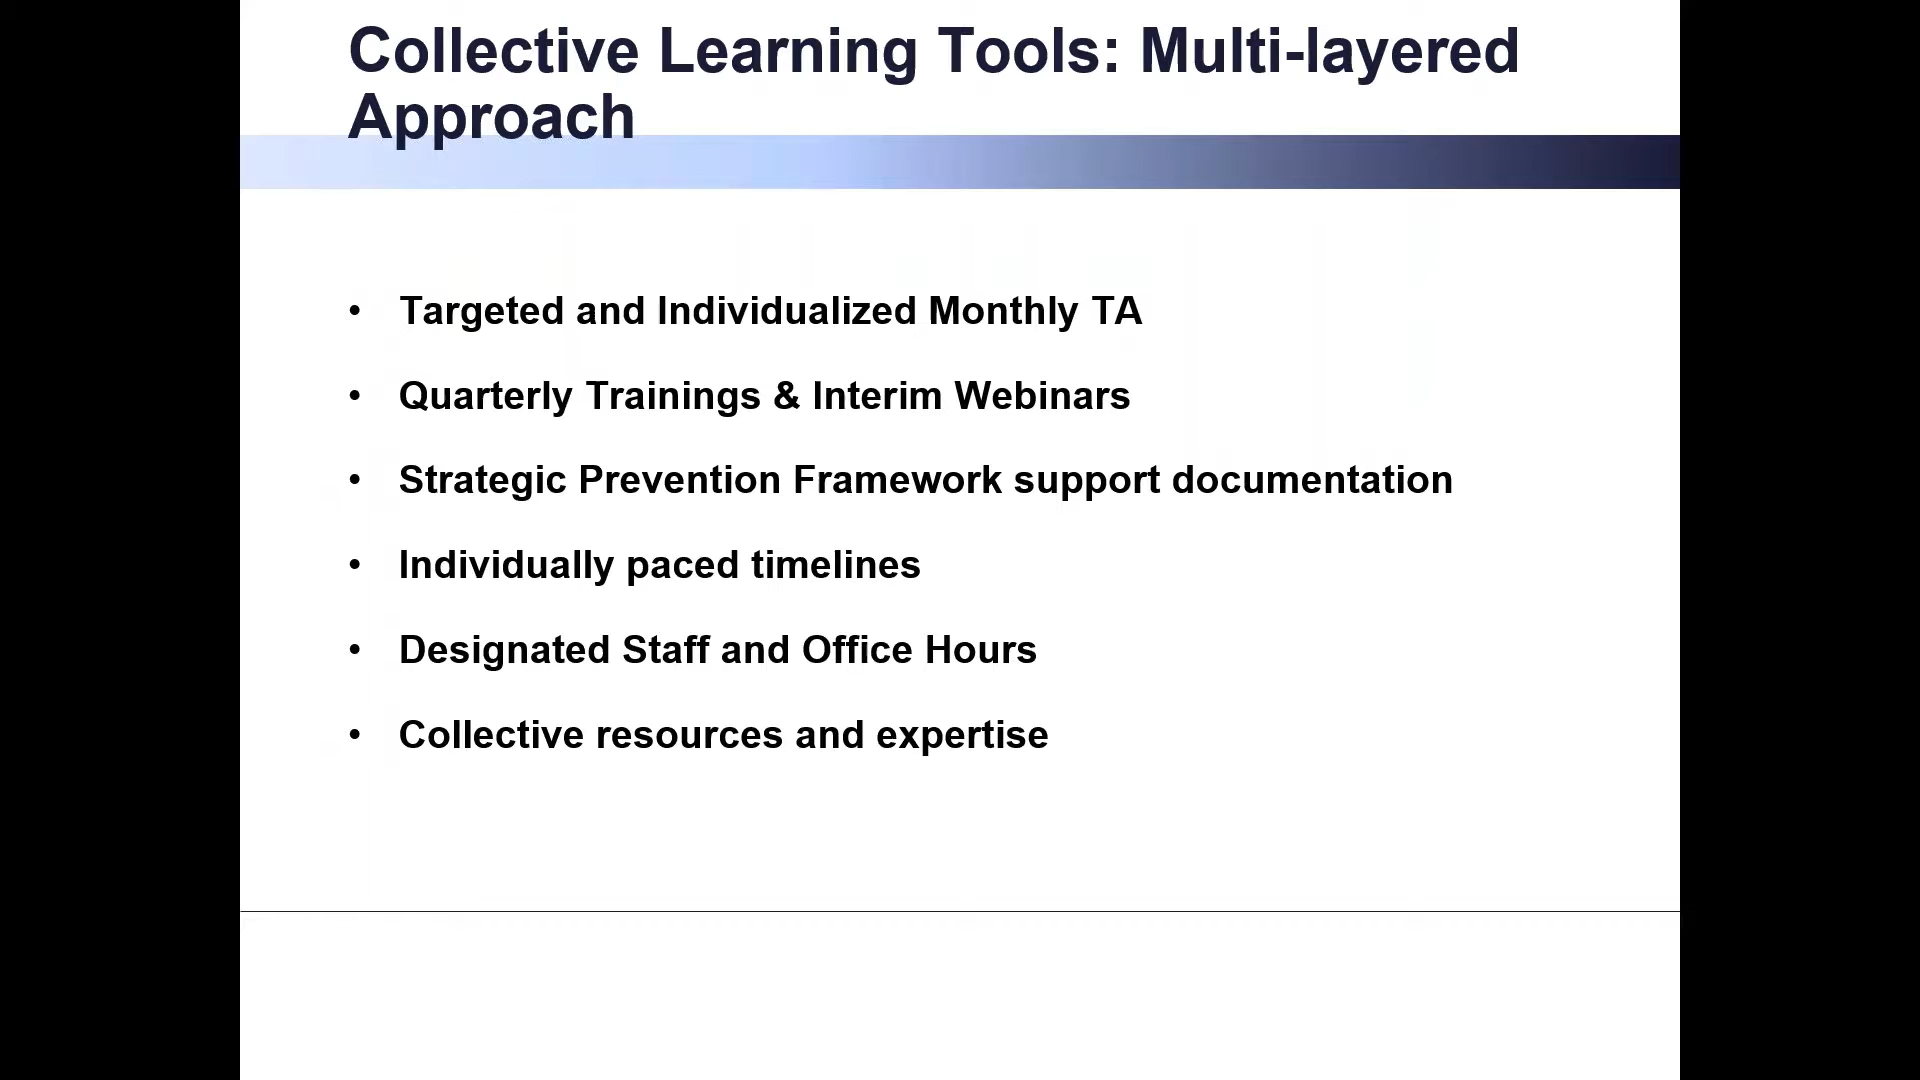 Collective Learning Tools: Multi-layered
Approach
• Targeted and Individualized Monthly TA
• Quarterly Trainings & Interim Webinars
• Strategic Prevention Framework support documentation
• Individually paced timelines
• Designated Staff and Office Hours
• Collective resources and expertise